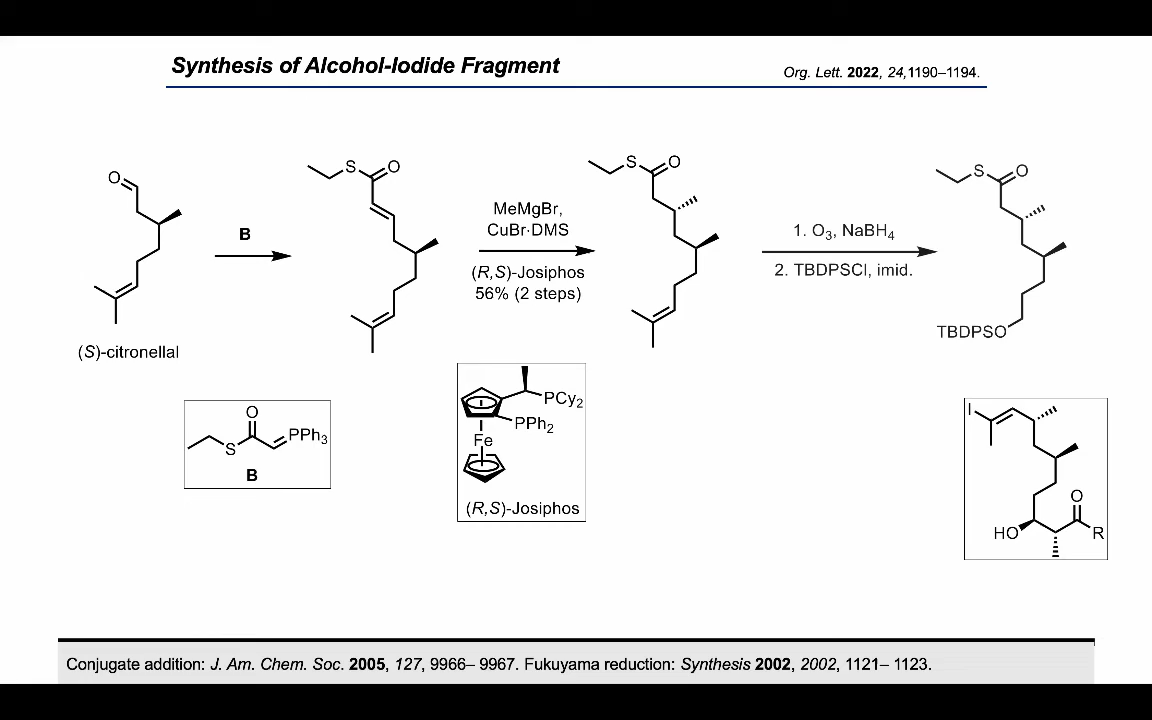 Synthesis of Alcohol-Iodide Fragment
Org. Lett. 2022, 24,1190–1194.
O
(S)-citronellal
B
S O
MeMgBr,
CuBr·DMS
(R,S)-Josiphos
56% (2 steps)
S O
1. O₃, NaBH₄
2. TBDPSCl, imid.
S O
TBDPSO
O
S
PPh₃
B
PCy₂
PPh₂
Fe
(R,S)-Josiphos
I
O
HO
R
Conjugate addition: J. Am. Chem. Soc. 2005, 127, 9966– 9967. Fukuyama reduction: Synthesis 2002, 2002, 1121– 1123.